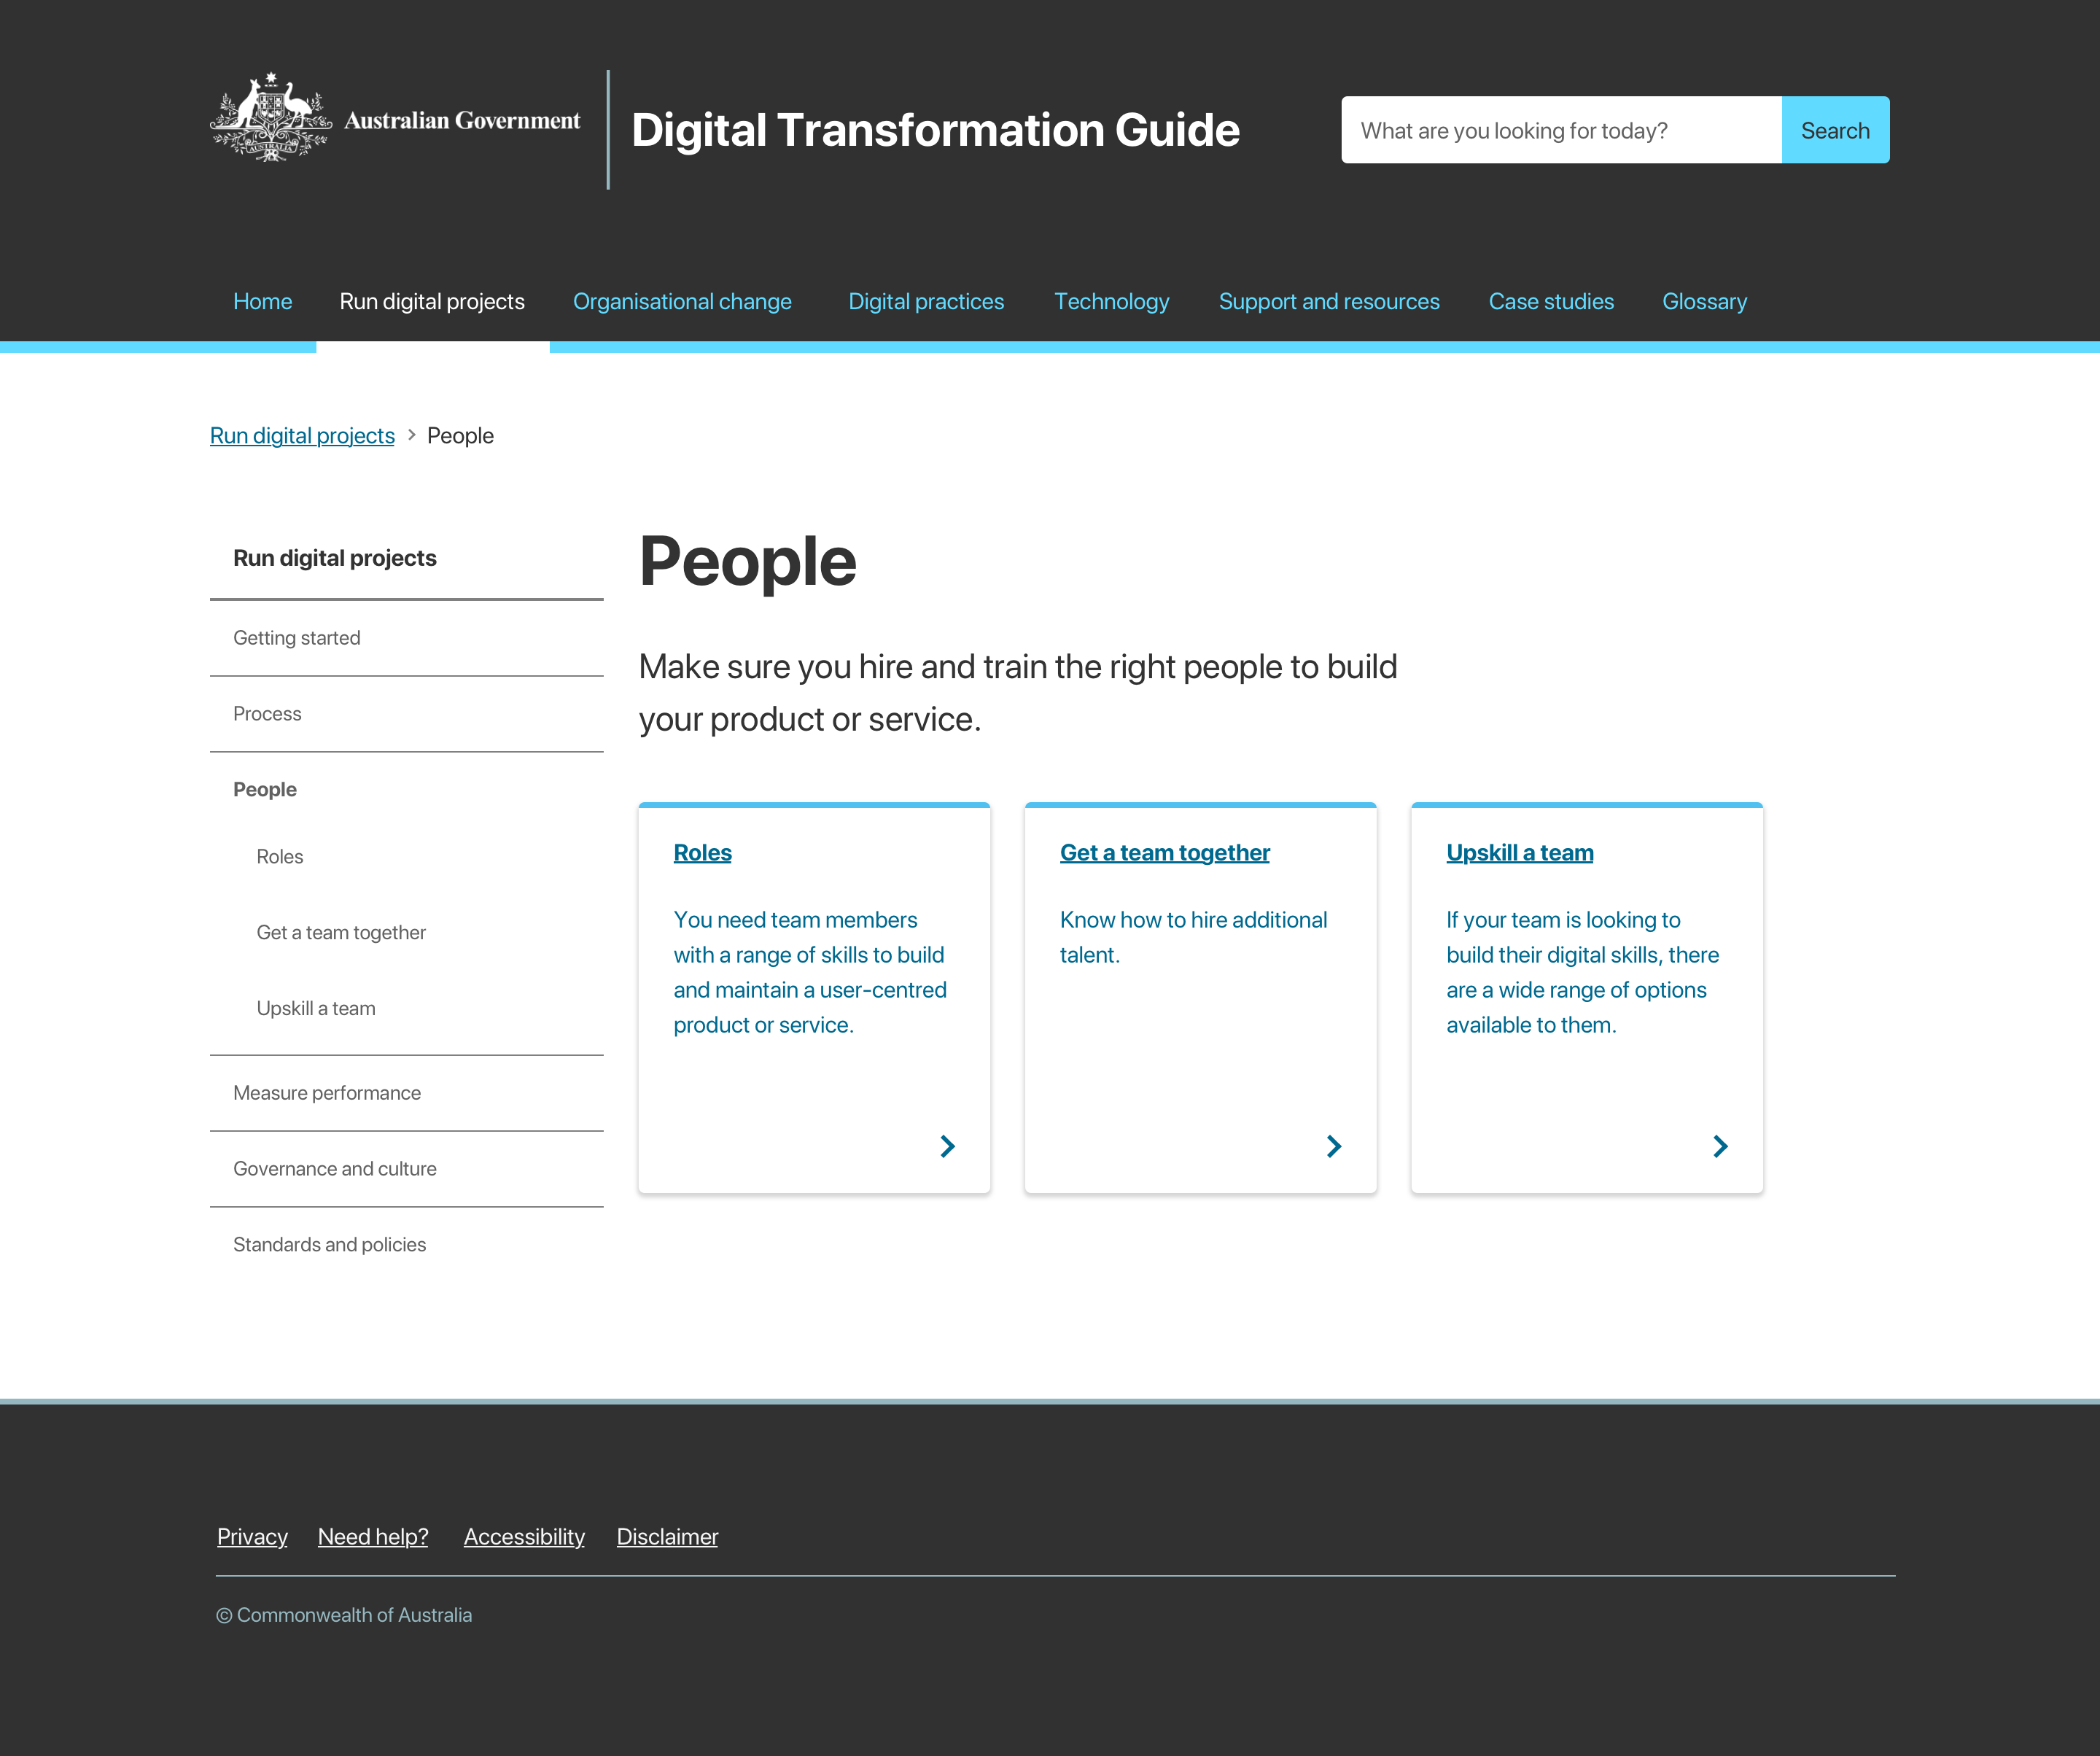 AUSTRALIA
Australian Government
Digital Transformation Guide
What are you looking for today?
Search
Home
Run digital projects
Organisational change
Digital practices
Technology
Support and resources
Case studies
Glossary
Run digital projects > People
Run digital projects
Getting started
Process
People
Roles
Get a team together
Upskill a team
Measure performance
Governance and culture
Standards and policies
People
Make sure you hire and train the right people to build
your product or service.
Roles
You need team members
with a range of skills to build
and maintain a user-centred
product or service.
Get a team together
Know how to hire additional
talent.
Upskill a team
If your team is looking to
build their digital skills, there
are a wide range of options
available to them.
Privacy
Need help?
Accessibility
Disclaimer
© Commonwealth of Australia